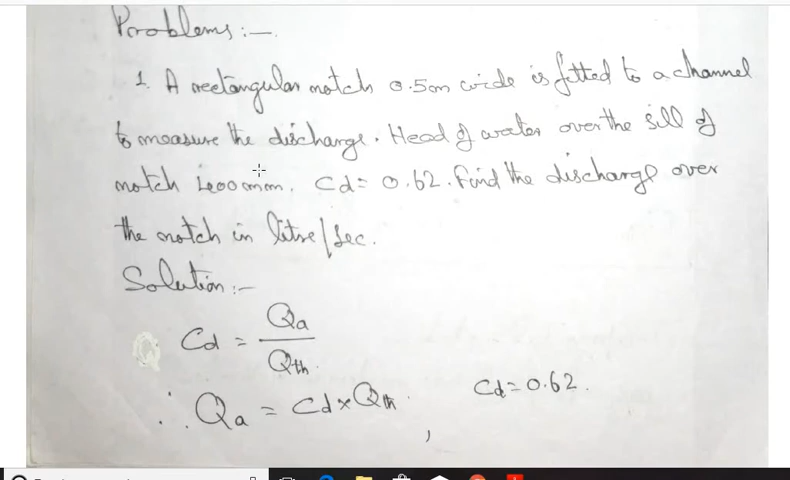 Problems:-
1. A rectangular notch 0.5m wide is fitted to a channel
to measure the discharge. Head of water over the sill of
notch 400mm. Cd = 0.62. Find the discharge over
the notch in litre/sec.
Solution:-
Cd = Qa / Qth
∴ Qa = Cd × Qth. Cd = 0.62.